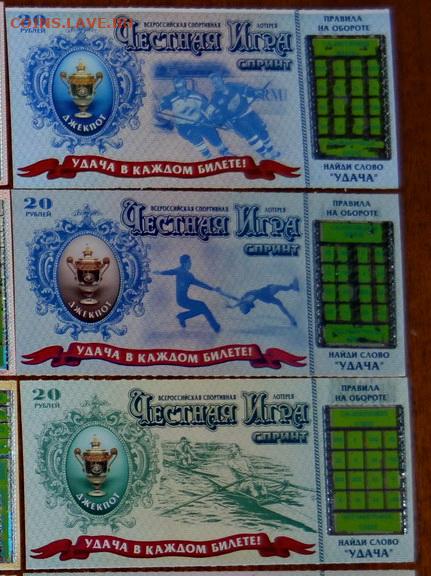 COINS.LAVE.RU
РУБЛЕЙ
ВСЕРОССИЙСКАЯ СПОРТИВНАЯ ЛОТЕРЕЯ
Честная Игра
СПРИНТ
ДЖЕКПОТ
УДАЧА В КАЖДОМ БИЛЕТЕ!
ПРАВИЛА
НА ОБОРОТЕ
НАЙДИ СЛОВО
"УДАЧА"
20
РУБЛЕЙ
ВСЕРОССИЙСКАЯ СПОРТИВНАЯ ЛОТЕРЕЯ
Честная Игра
СПРИНТ
ДЖЕКПОТ
УДАЧА В КАЖДОМ БИЛЕТЕ!
ПРАВИЛА
НА ОБОРОТЕ
НАЙДИ СЛОВО
"УДАЧА"
20
РУБЛЕЙ
ВСЕРОССИЙСКАЯ СПОРТИВНАЯ ЛОТЕРЕЯ
Честная Игра
СПРИНТ
ДЖЕКПОТ
УДАЧА В КАЖДОМ БИЛЕТЕ!
ПРАВИЛА
НА ОБОРОТЕ
НАЙДИ СЛОВО
"УДАЧА"